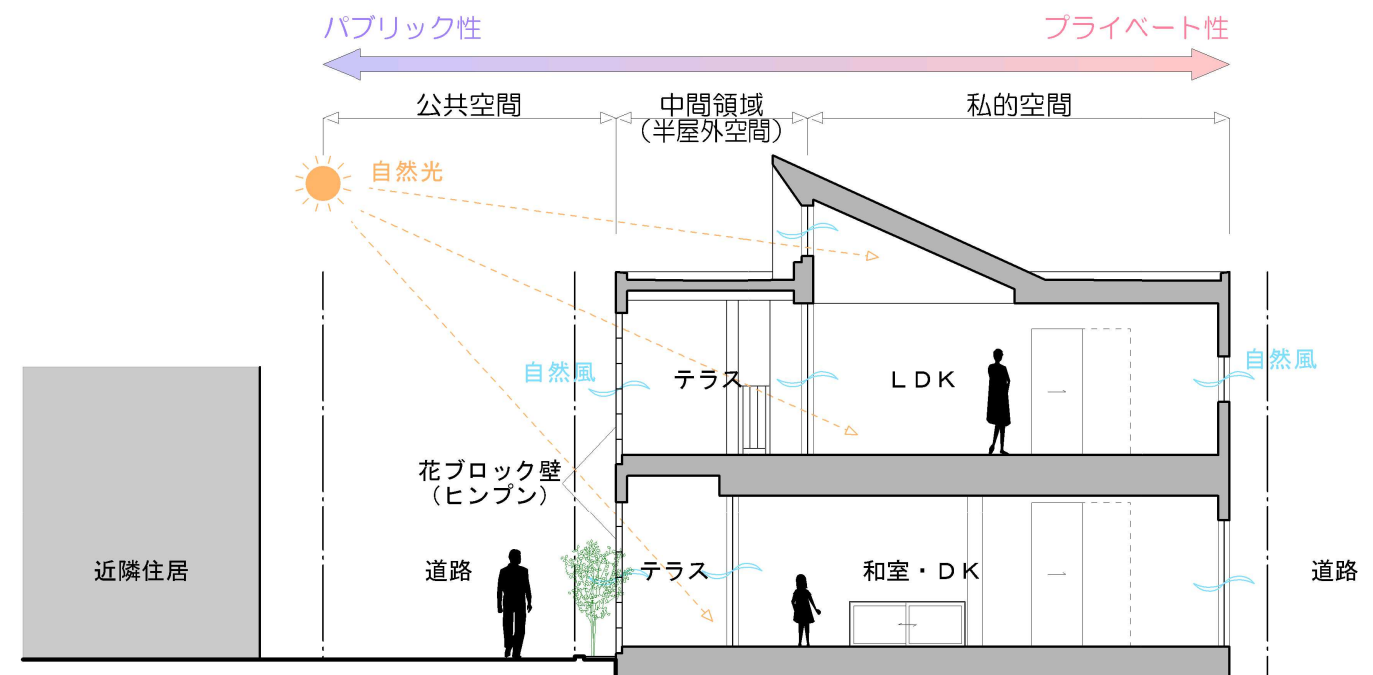 パブリック性
プライベート性
公共空間
中間領域
（半屋外空間）
私的空間
自然光
自然風
テラス
ＬＤＫ
自然風
花ブロック壁
（ヒンプン）
近隣住居
道路
テラス
和室・ＤＫ
道路